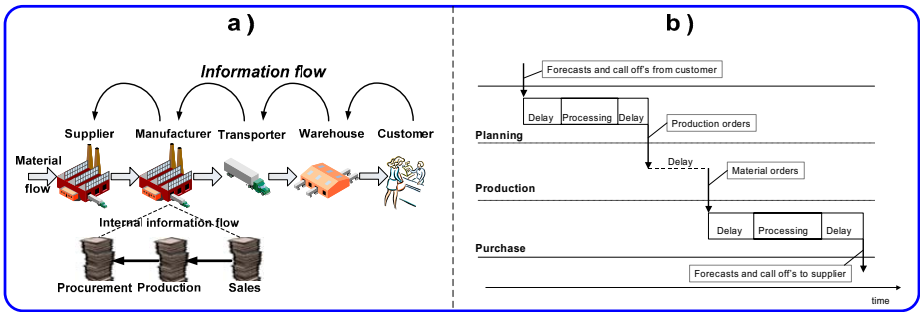 a)
Information flow
Supplier
Manufacturer
Transporter
Warehouse
Customer
Material
flow
Internal information flow
Procurement
Production
Sales
b)
Forecasts and call off's from customer
Delay
Processing
Delay
Planning
Production orders
Delay
Material orders
Production
Delay
Processing
Delay
Purchase
Forecasts and call off's to supplier
time